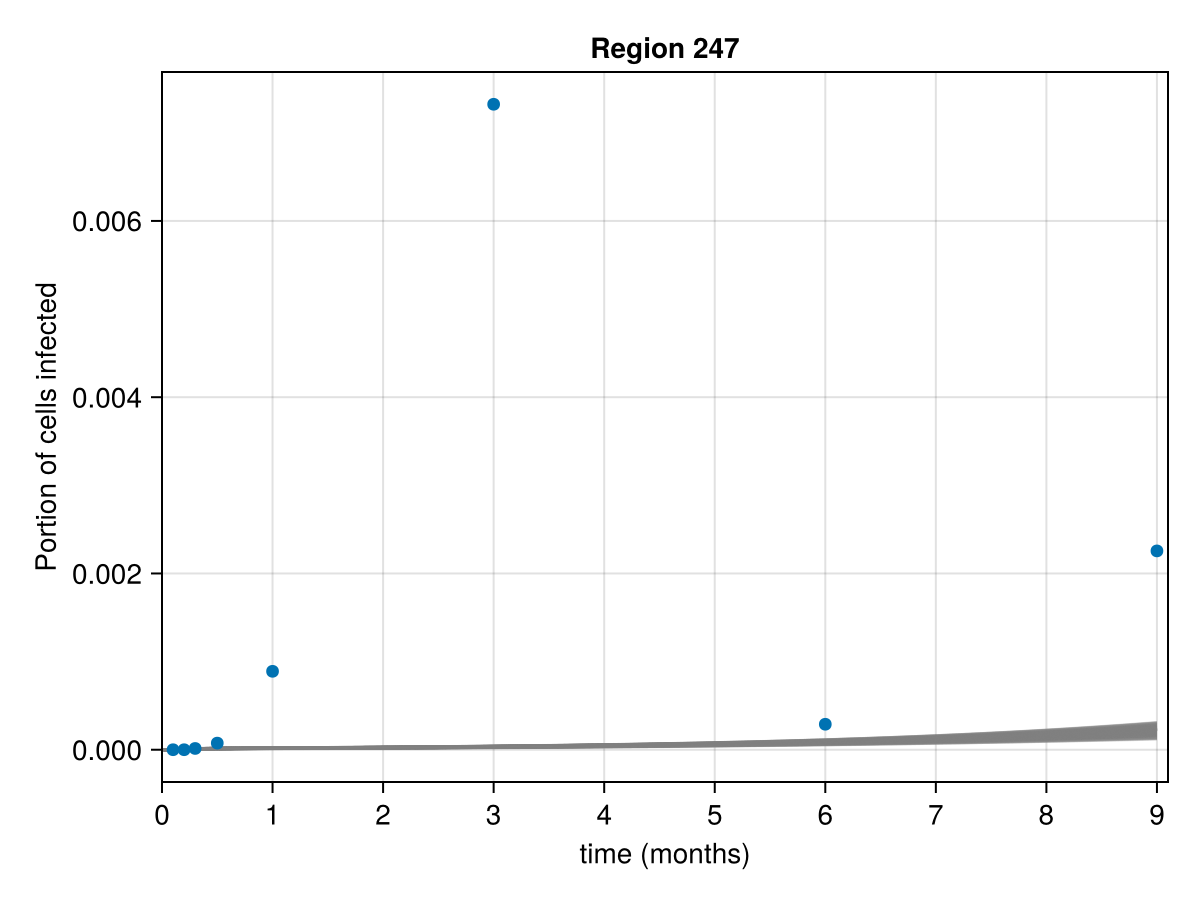 Region 247
Portion of cells infected
0.006
0.004
0.002
0.000
0 1 2 3 4 5 6 7 8 9
time (months)